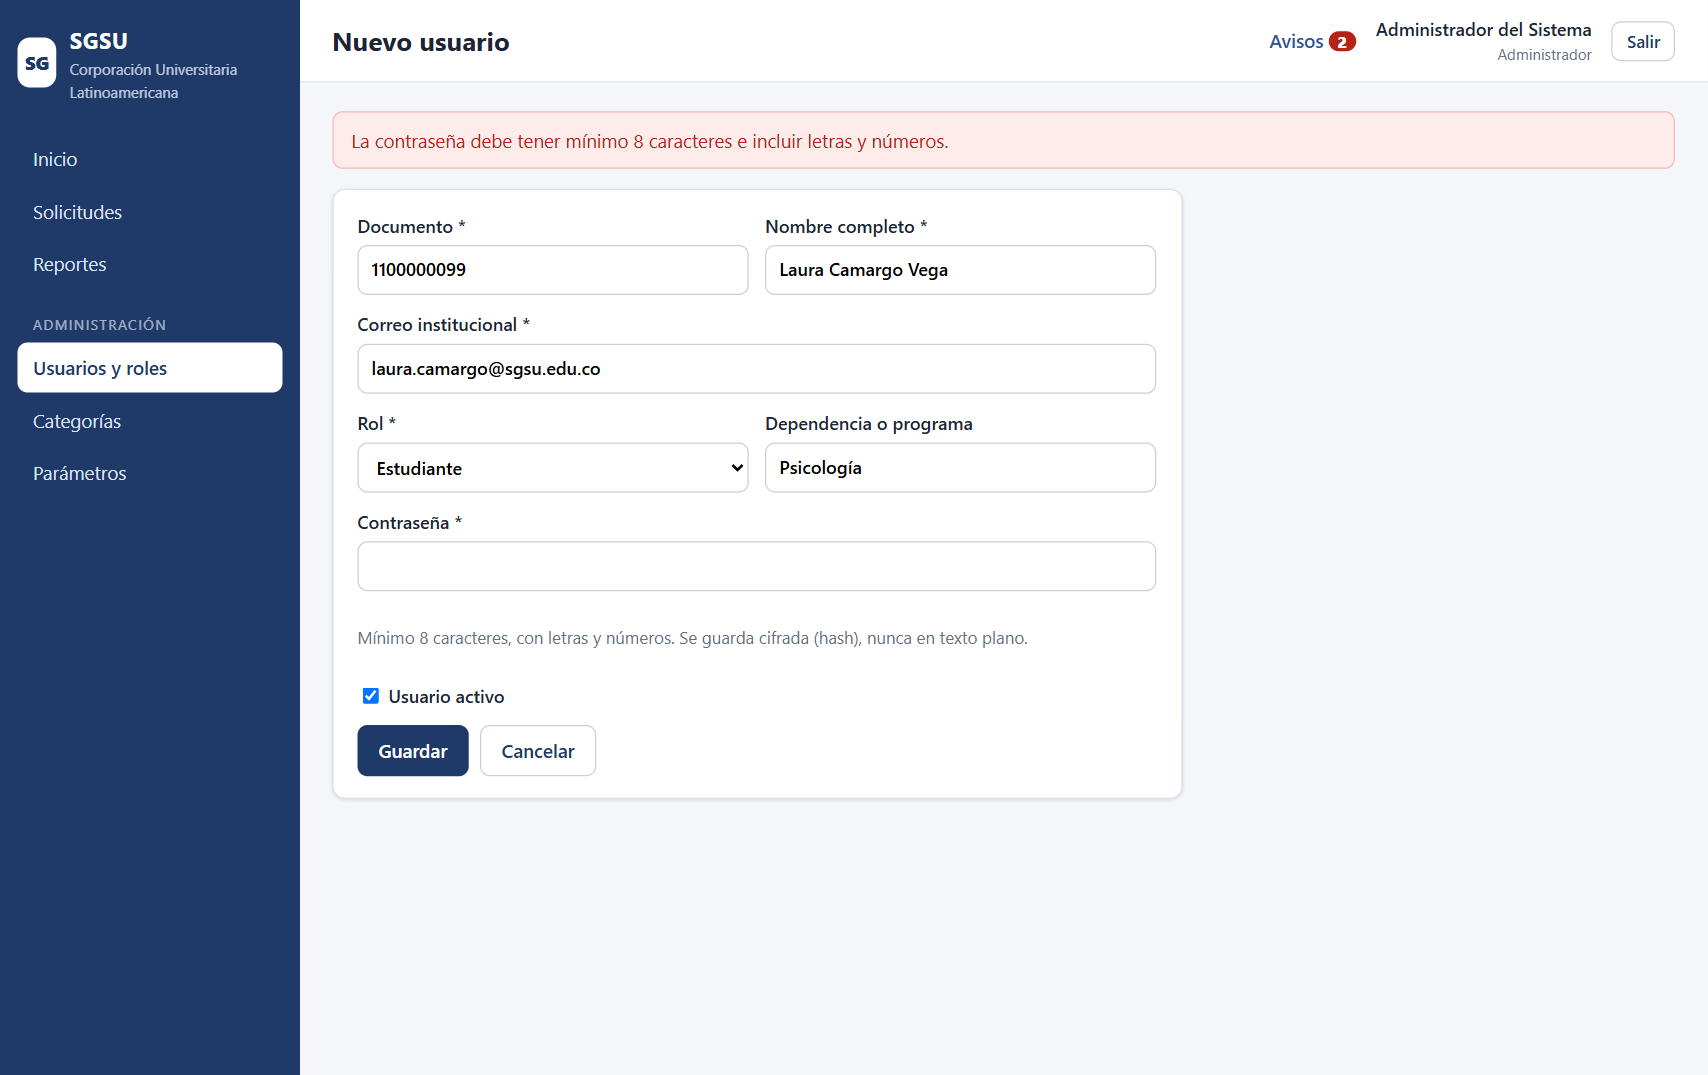 SG
SGSU
Corporación Universitaria
Latinoamericana
Inicio
Solicitudes
Reportes
ADMINISTRACIÓN
Usuarios y roles
Categorías
Parámetros
Nuevo usuario
Avisos 2
Administrador del Sistema
Administrador
Salir
La contraseña debe tener mínimo 8 caracteres e incluir letras y números.
Documento *
Nombre completo *
1100000099
Laura Camargo Vega
Correo institucional *
laura.camargo@sgsu.edu.co
Rol *
Dependencia o programa
Estudiante
Psicología
Contraseña *
Mínimo 8 caracteres, con letras y números. Se guarda cifrada (hash), nunca en texto plano.
Usuario activo
Guardar
Cancelar